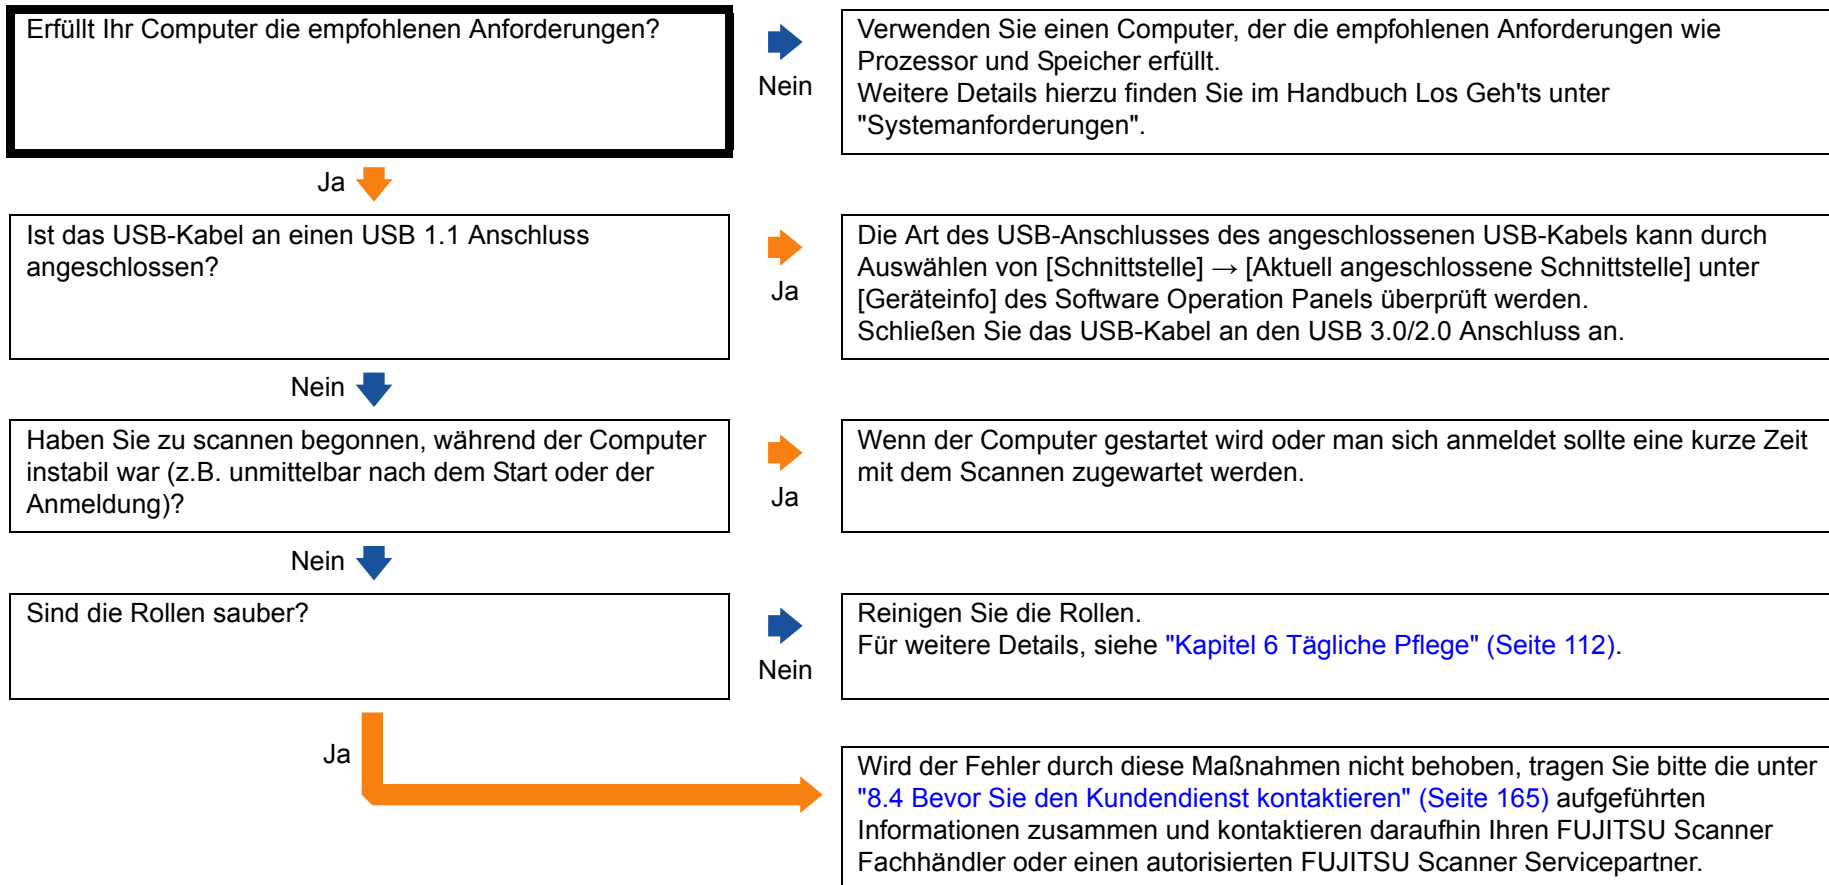 Erfüllt Ihr Computer die empfohlenen Anforderungen?
Nein
Verwenden Sie einen Computer, der die empfohlenen Anforderungen wie
Prozessor und Speicher erfüllt.
Weitere Details hierzu finden Sie im Handbuch Los Geh'ts unter
"Systemanforderungen".
Ja
Ist das USB-Kabel an einen USB 1.1 Anschluss
angeschlossen?
Ja
Die Art des USB-Anschlusses des angeschlossenen USB-Kabels kann durch
Auswählen von [Schnittstelle] → [Aktuell angeschlossene Schnittstelle] unter
[Geräteinfo] des Software Operation Panels überprüft werden.
Schließen Sie das USB-Kabel an den USB 3.0/2.0 Anschluss an.
Nein
Haben Sie zu scannen begonnen, während der Computer
instabil war (z.B. unmittelbar nach dem Start oder der
Anmeldung)?
Ja
Wenn der Computer gestartet wird oder man sich anmeldet sollte eine kurze Zeit
mit dem Scannen zugewartet werden.
Nein
Sind die Rollen sauber?
Nein
Reinigen Sie die Rollen.
Für weitere Details, siehe "Kapitel 6 Tägliche Pflege" (Seite 112).
Ja
Wird der Fehler durch diese Maßnahmen nicht behoben, tragen Sie bitte die unter
"8.4 Bevor Sie den Kundendienst kontaktieren" (Seite 165) aufgeführten
Informationen zusammen und kontaktieren daraufhin Ihren FUJITSU Scanner
Fachhändler oder einen autorisierten FUJITSU Scanner Servicepartner.